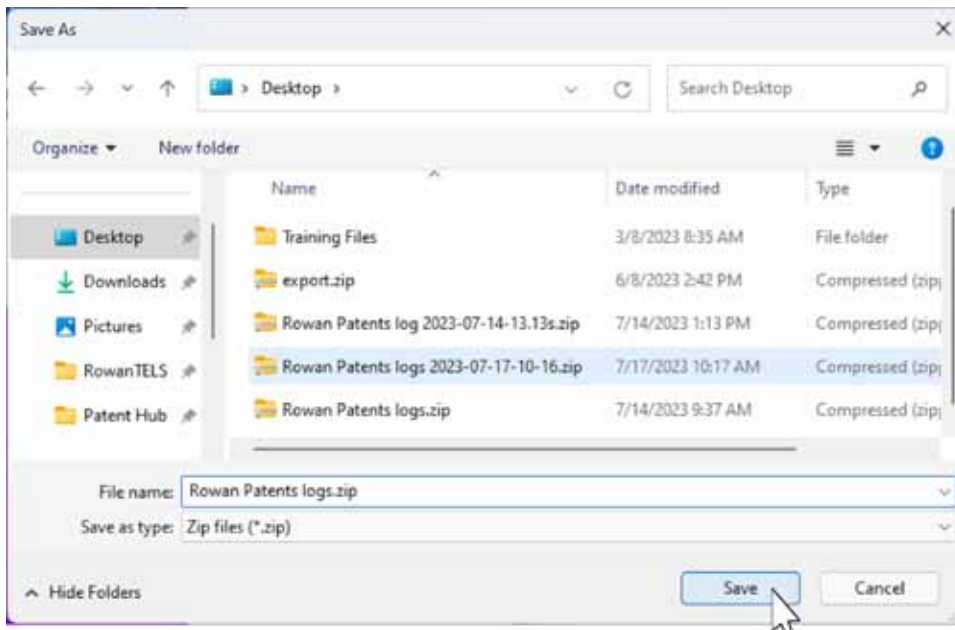 Save As
Desktop
Search Desktop
Organize
New folder
Name
Date modified
Type
Desktop
Downloads
Pictures
RowanTELS
Patent Hub
Training Files 3/8/2023 8:35 AM File folder
export.zip 6/8/2023 2:42 PM Compressed (zipp
Rowan Patents log 2023-07-14-13.13s.zip 7/14/2023 1:13 PM Compressed (zipp
Rowan Patents logs 2023-07-17-10-16.zip 7/17/2023 10:17 AM Compressed (zipp
Rowan Patents logs.zip 7/14/2023 9:37 AM Compressed (zipp
File name: Rowan Patents logs.zip
Save as type: Zip files (*.zip)
Hide Folders
Save
Cancel